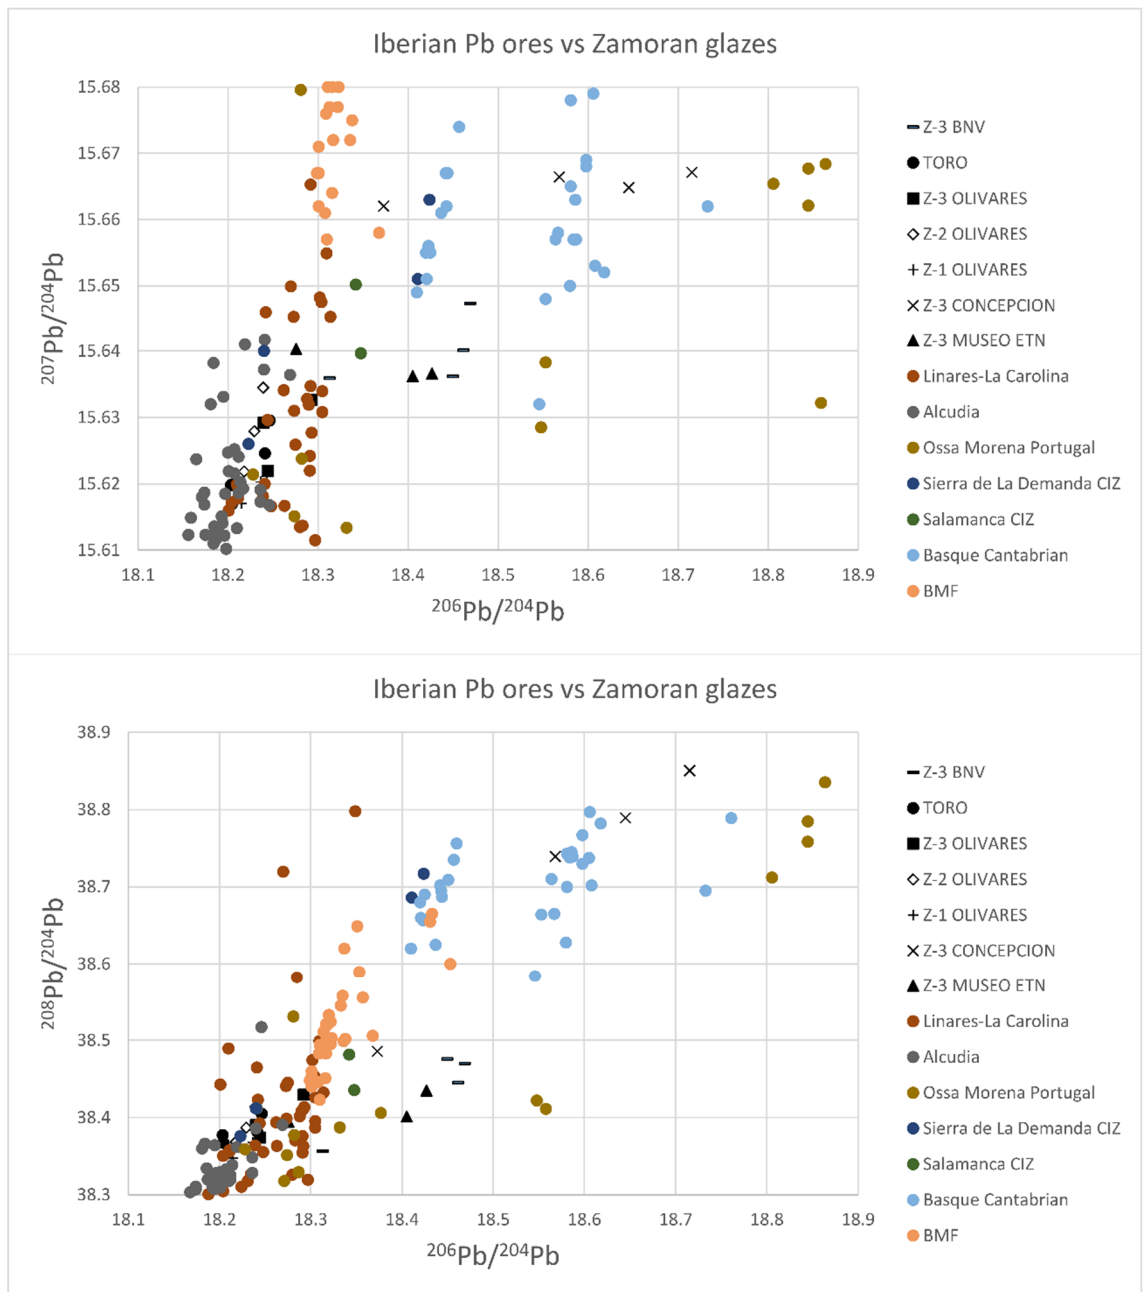 Iberian Pb ores vs Zamoran glazes
15.68
15.67
15.66
15.65
15.64
15.63
15.62
15.61
207Pb/204Pb
18.1 18.2 18.3 18.4 18.5 18.6 18.7 18.8 18.9
206Pb/204Pb
Z-3 BNV
TORO
Z-3 OLIVARES
Z-2 OLIVARES
Z-1 OLIVARES
Z-3 CONCEPCION
Z-3 MUSEO ETN
Linares-La Carolina
Alcudia
Ossa Morena Portugal
Sierra de La Demanda CIZ
Salamanca CIZ
Basque Cantabrian
BMF
Iberian Pb ores vs Zamoran glazes
38.9
38.8
38.7
38.6
38.5
38.4
38.3
208Pb/204Pb
18.1 18.2 18.3 18.4 18.5 18.6 18.7 18.8 18.9
206Pb/204Pb
Z-3 BNV
TORO
Z-3 OLIVARES
Z-2 OLIVARES
Z-1 OLIVARES
Z-3 CONCEPCION
Z-3 MUSEO ETN
Linares-La Carolina
Alcudia
Ossa Morena Portugal
Sierra de La Demanda CIZ
Salamanca CIZ
Basque Cantabrian
BMF